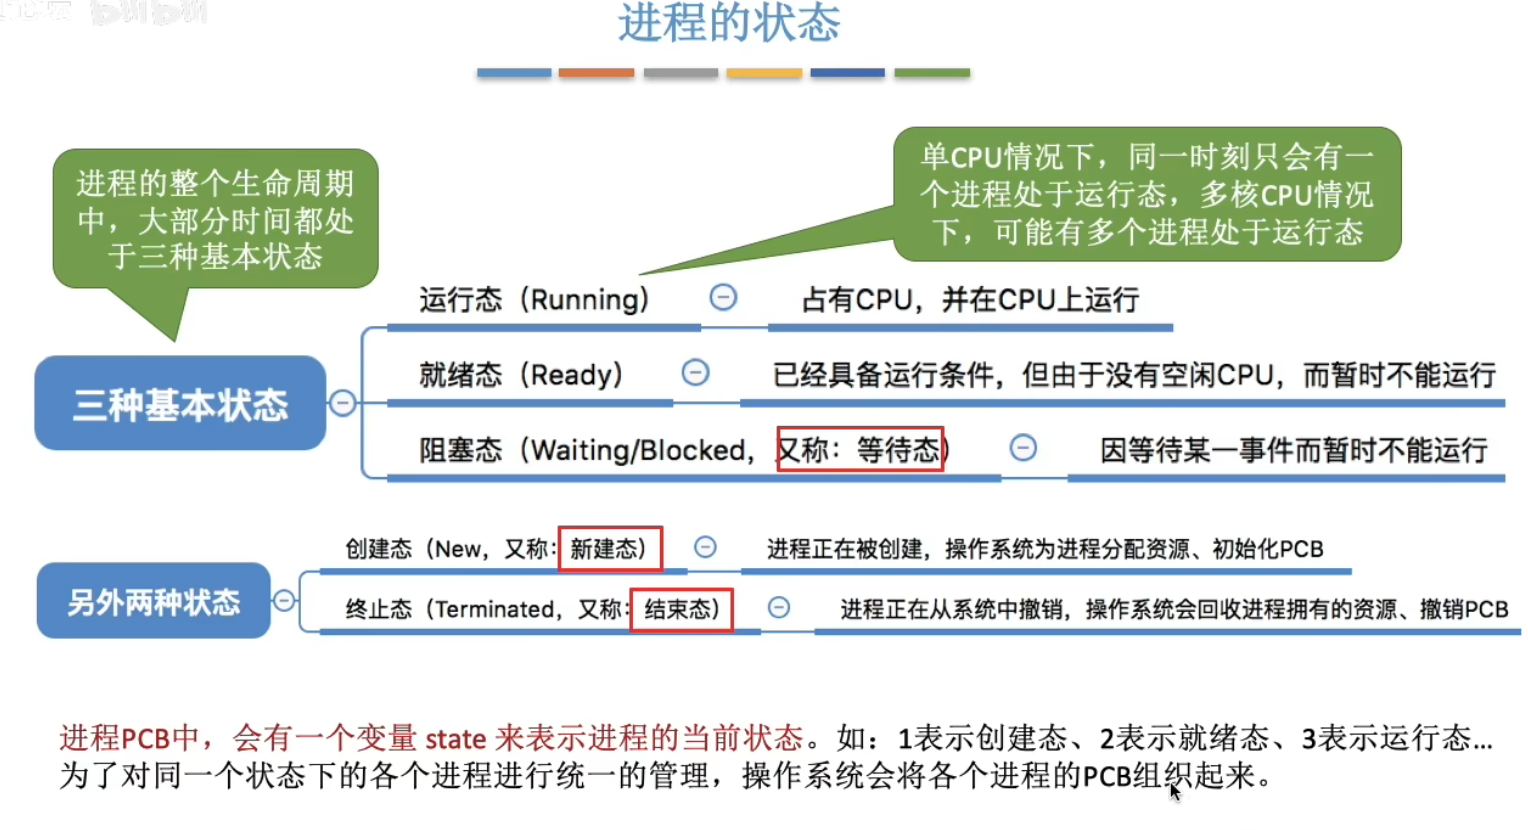 进程的状态
进程的整个生命周期
中，大部分时间都处
于三种基本状态
单CPU情况下，同一时刻只会有一
个进程处于运行态，多核CPU情况
下，可能有多个进程处于运行态
三种基本状态
运行态（Running） 占有CPU，并在CPU上运行
就绪态（Ready） 已经具备运行条件，但由于没有空闲CPU，而暂时不能运行
阻塞态（Waiting/Blocked，又称：等待态） 因等待某一事件而暂时不能运行
另外两种状态
创建态（New，又称：新建态） 进程正在被创建，操作系统为进程分配资源、初始化PCB
终止态（Terminated，又称：结束态） 进程正在从系统中撤销，操作系统会回收进程拥有的资源、撤销PCB
进程PCB中，会有一个变量 state 来表示进程的当前状态。如：1表示创建态、2表示就绪态、3表示运行态...
为了对同一个状态下的各个进程进行统一的管理，操作系统会将各个进程的PCB组织起来。